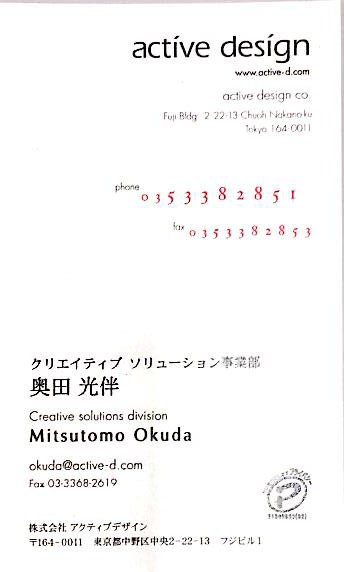 active design
www.active-d.com
active design co.
Fuji Bldg. 2-22-13 Chuoh Nakano-ku
Tokyo 164-0011
phone 0353382851
fax 0353382853
クリエイティブ ソリューション事業部
奥田 光伴
Creative solutions division
Mitsutomo Okuda
okuda@active-d.com
Fax 03-3368-2619
株式会社 アクティブデザイン
〒164-0011 東京都中野区中央2-22-13 フジビル1